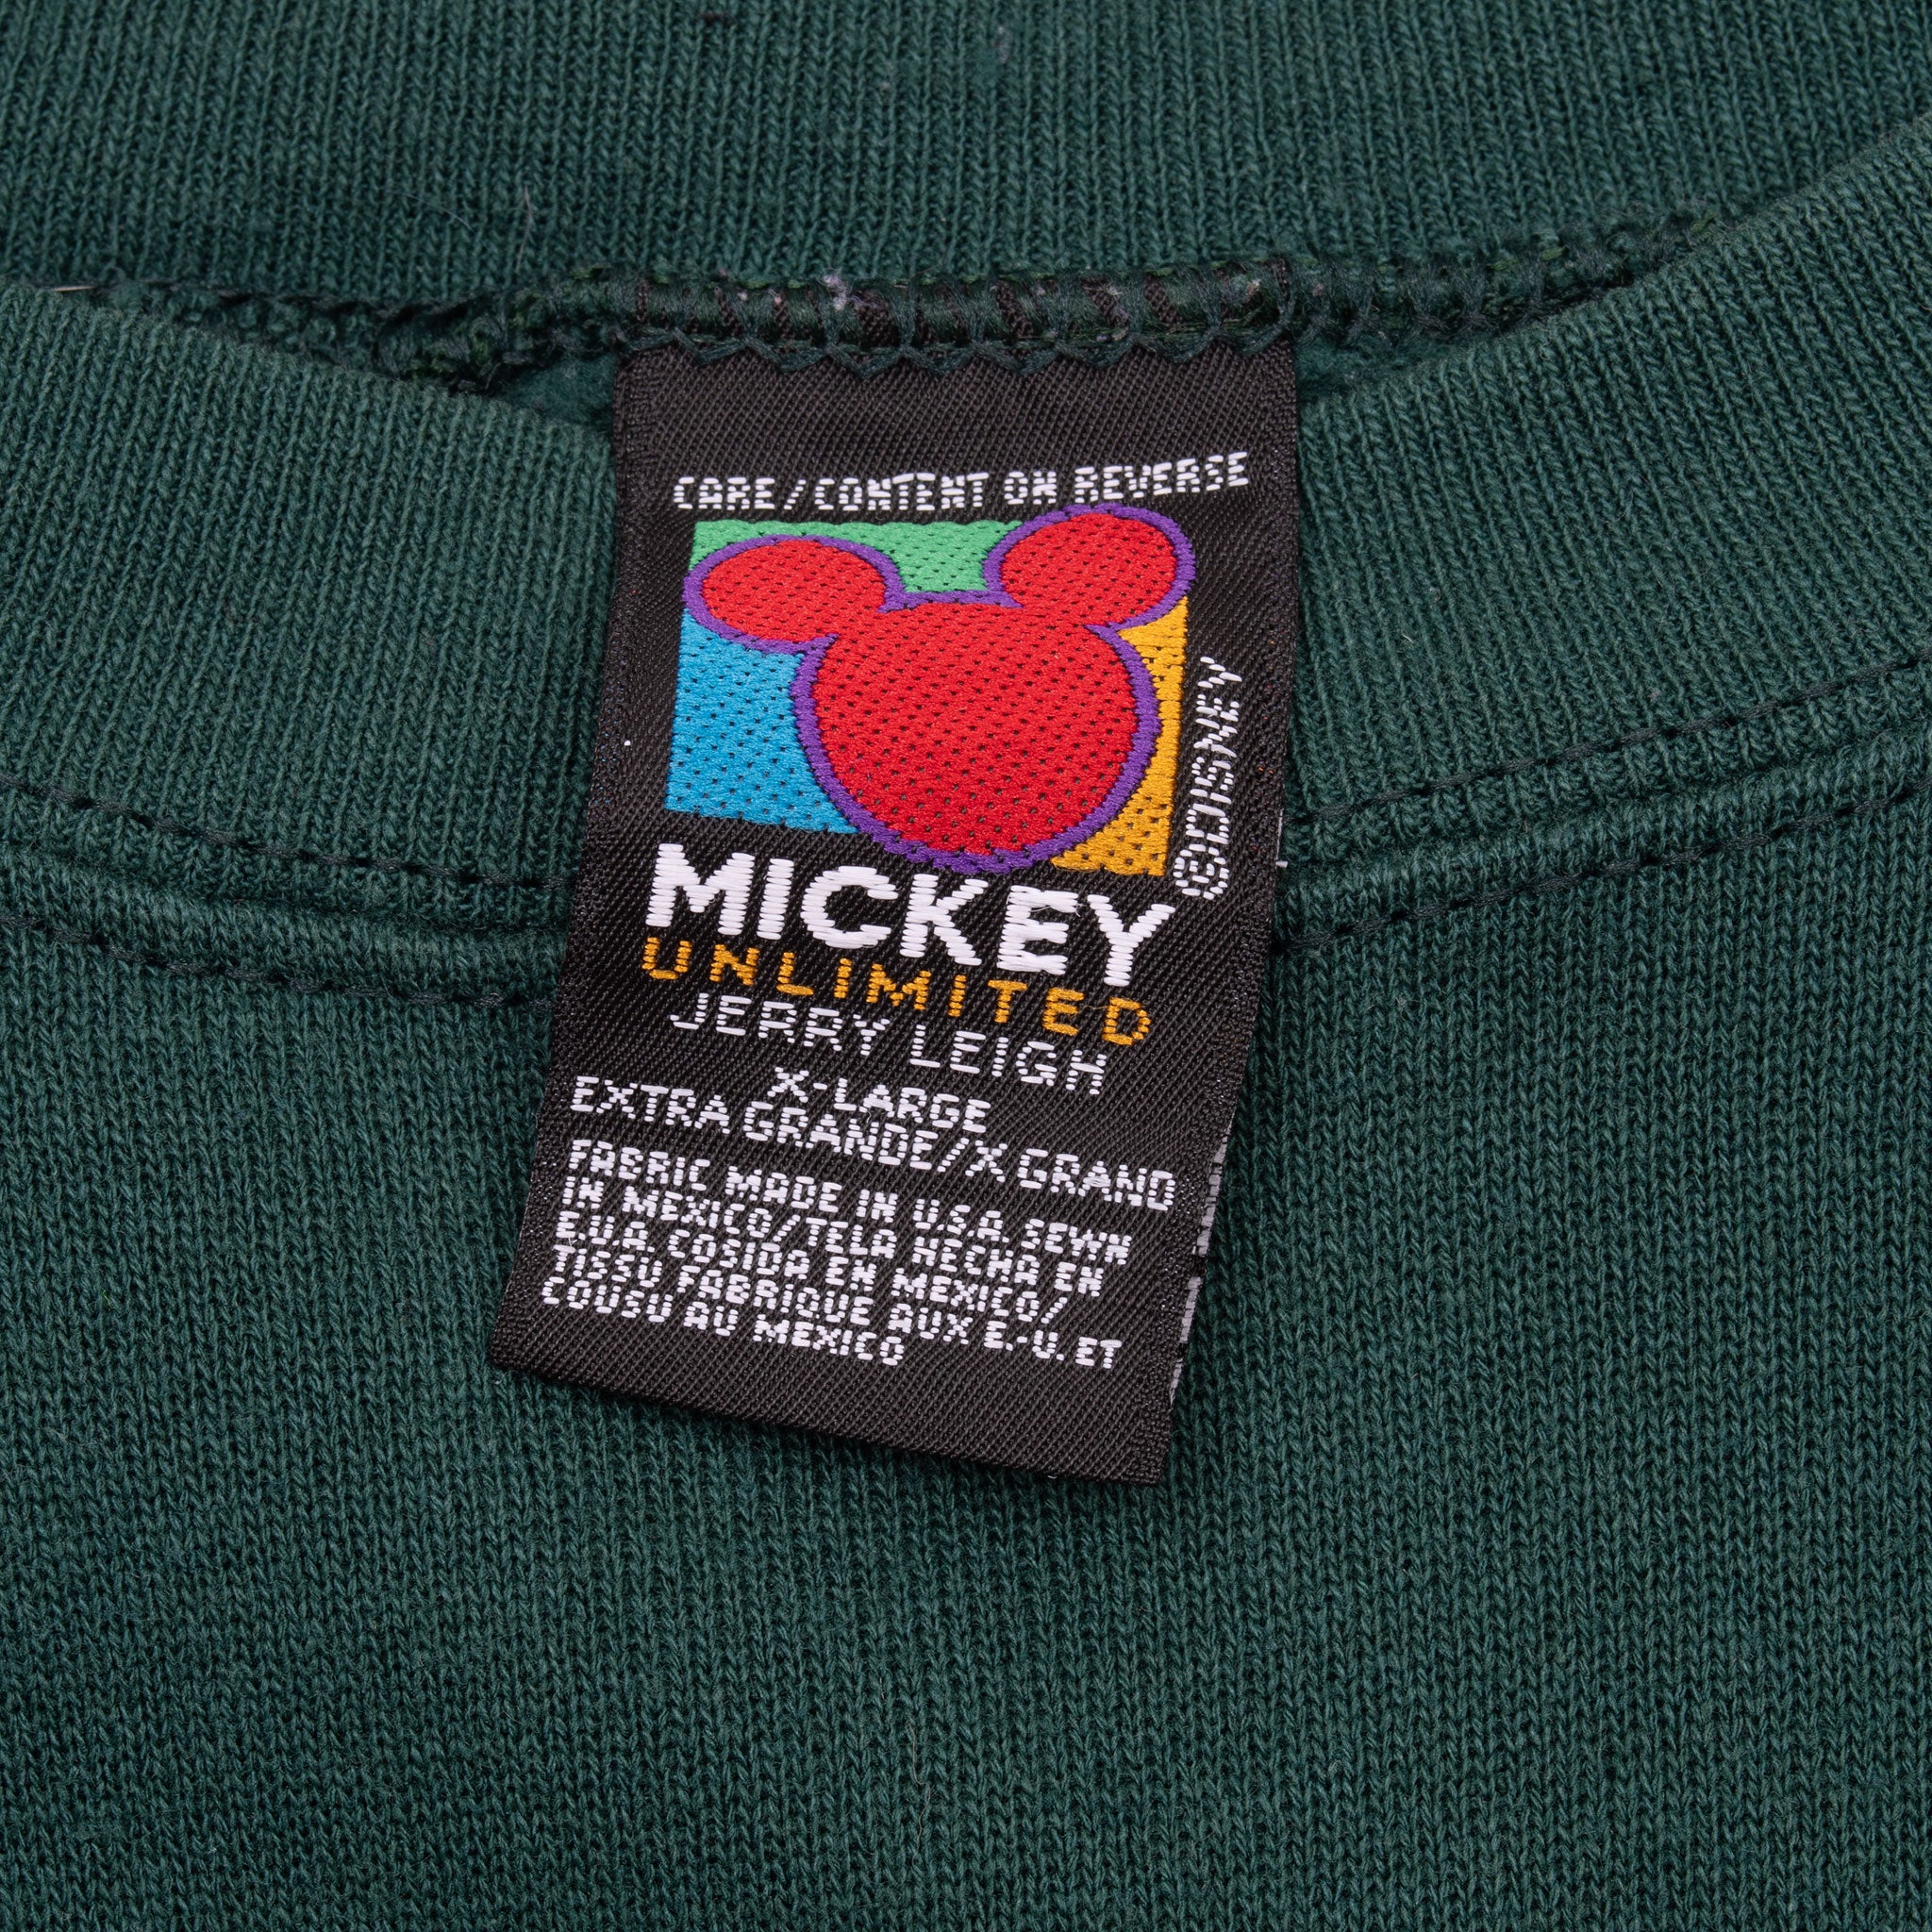 CARE/CONTENT ON REVERSE
©DISNEY
MICKEY
UNLIMITED
JERRY LEIGH
X-LARGE
EXTRA GRANDE/X GRAND
FABRIC MADE IN U.S.A. SEWN
IN MEXICO/TELA HECHA EN
E.U.A. COSIDA EN MEXICO/
TISSU FABRIQUE AUX E.-U. ET
COUSU AU MEXICO